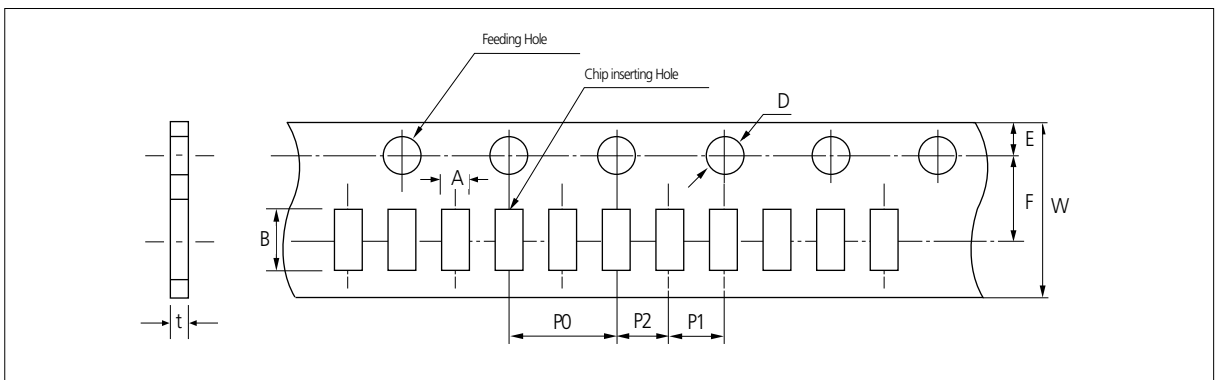 Feeding Hole
Chip inserting Hole
D
E
A
F
W
B
t
P0
P2
P1